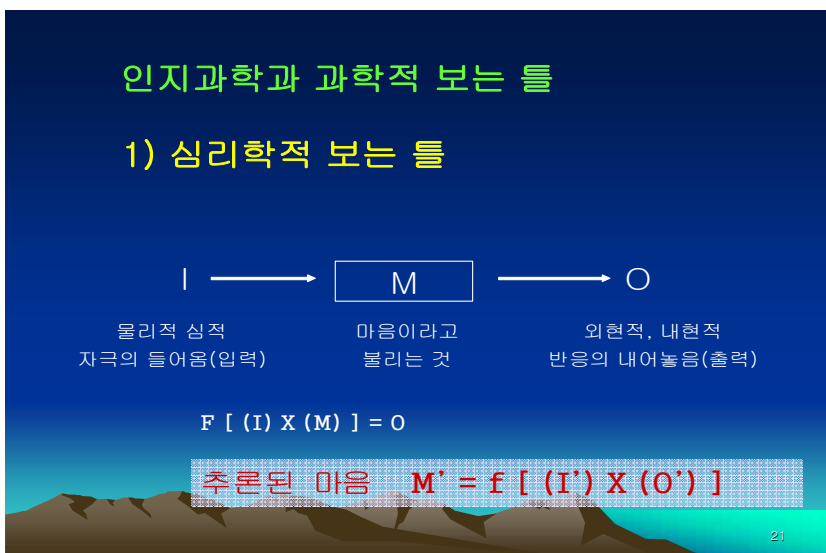 인지과학과 과학적 보는 틀
1) 심리학적 보는 틀
I M O
물리적 심적 마음이라고 외현적, 내현적
자극의 들어옴(입력) 불리는 것 반응의 내어놓음(출력)
F [ (I) X (M) ] = O
추론된 마음 M’ = f [ (I’) X (O’) ]
21